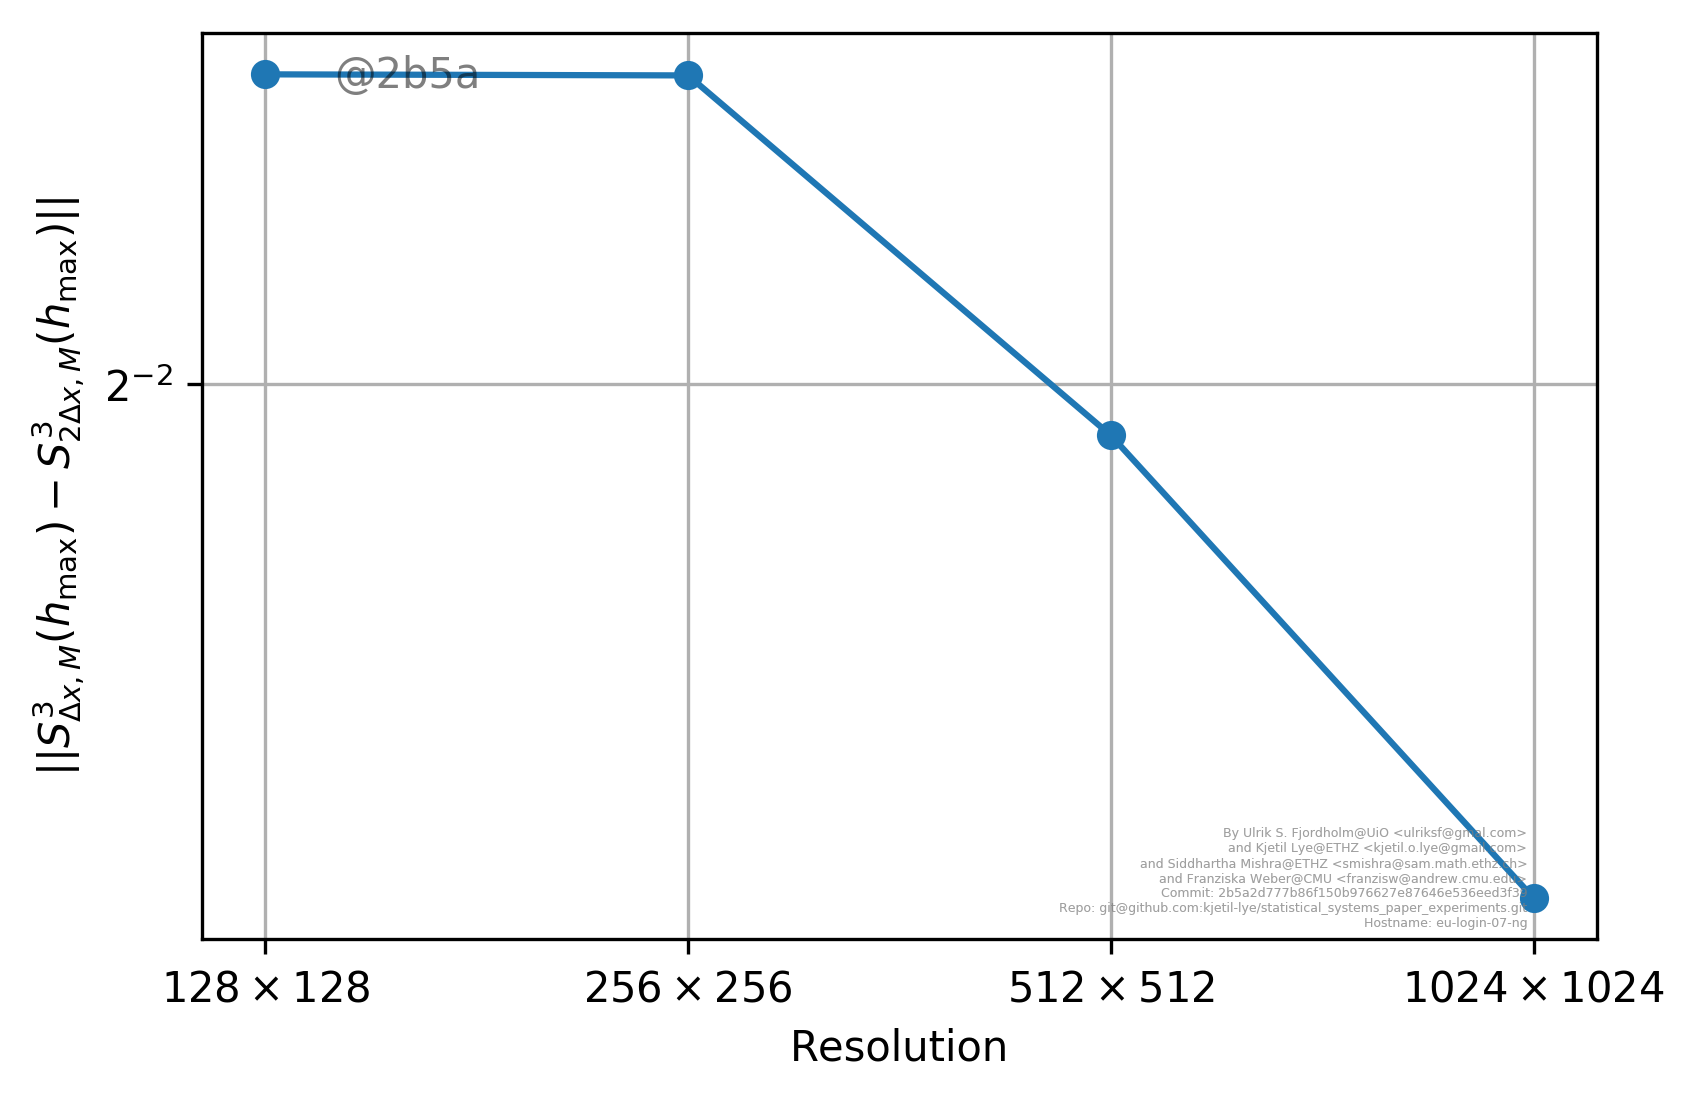 @2b5a
||S³_{Δx,M}(h_max) − S³_{2Δx,M}(h_max)||
2⁻²
By Ulrik S. Fjordholm@UiO <ulriksf@gmal.com>
and Kjetil Lye@ETHZ <kjetil.o.lye@gmail.com>
and Siddhartha Mishra@ETHZ <smishra@sam.math.ethz.ch>
and Franziska Weber@CMU <franzisw@andrew.cmu.edu>
Commit:
Repo: git@github.com:kjetil-lye/statistical_systems_paper_experiments.git
Hostname: eu-login-07-ng
128 × 128 256 × 256 512 × 512 1024 × 1024
Resolution